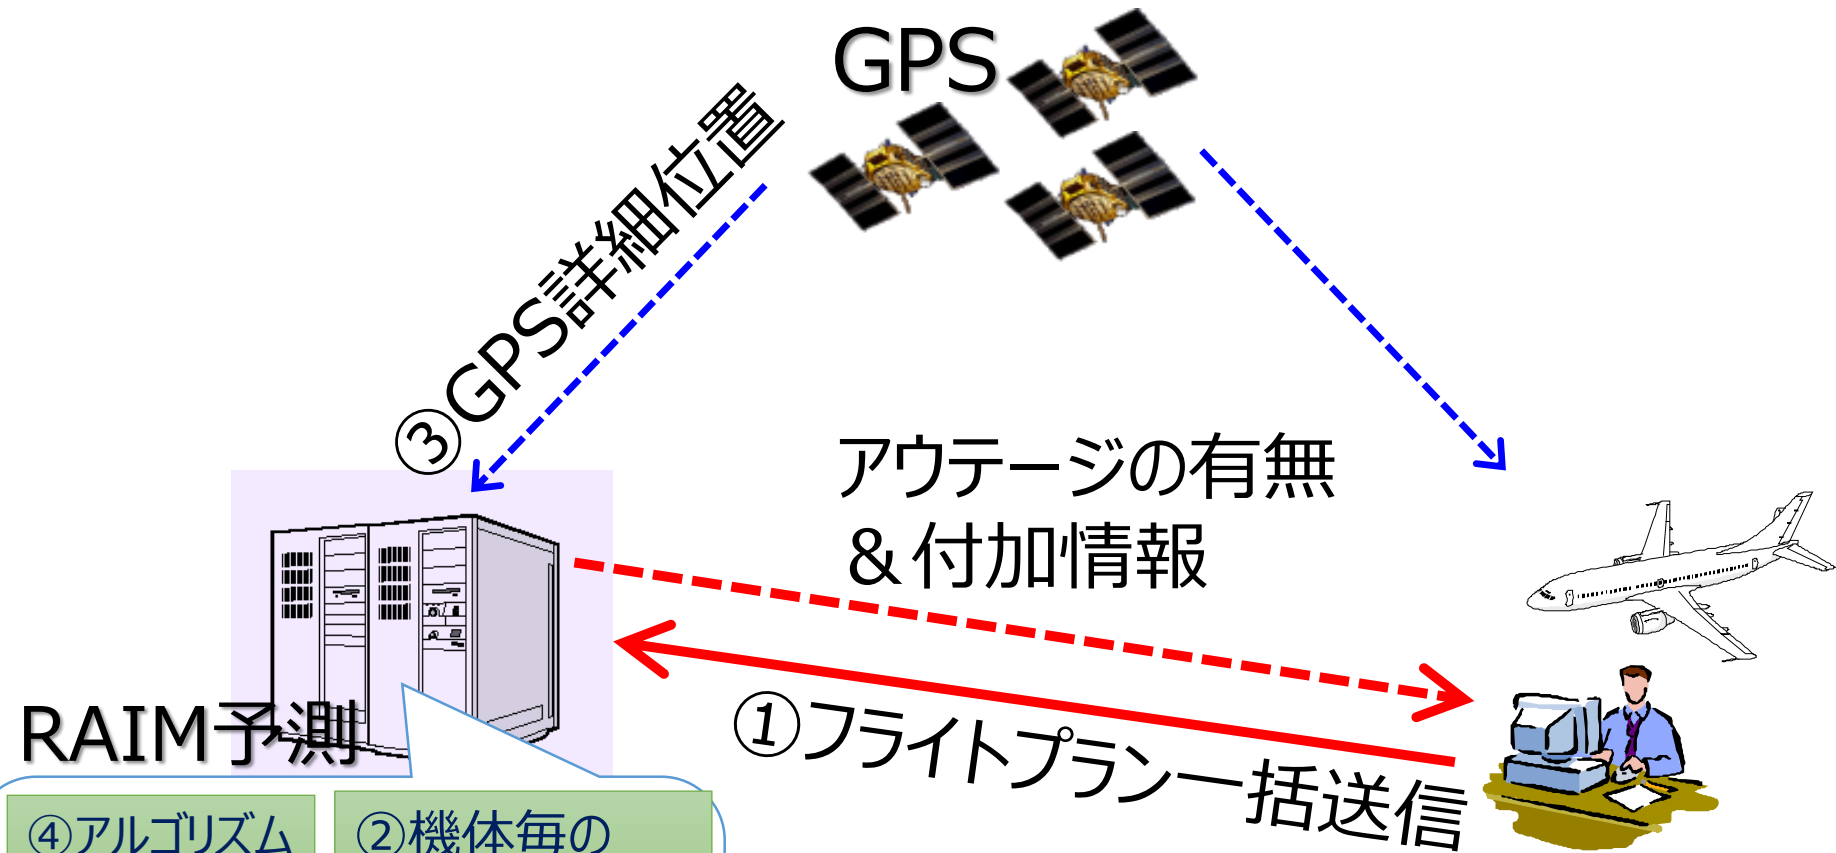 GPS
③GPS詳細位置
アウテージの有無
＆付加情報
RAIM予測
①フライトプラン一括送信
④アルゴリズム
②機体毎の